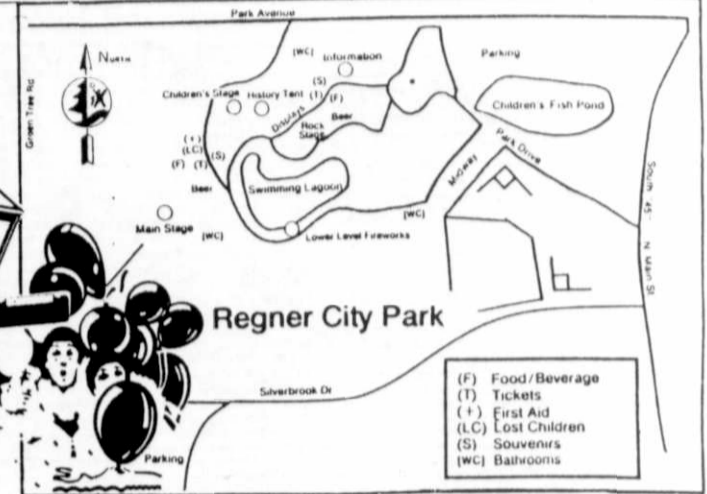 Park Avenue
North
[WC]
Information
Parking
(S)
Children's Stage
History Tent
(T)
(F)
Children's Fish Pond
Displays
Beer
Rock Stage
Green Tree Rd
(+)
(LC)
(S)
(F)
(T)
Park Drive
Midway
Beer
Swimming Lagoon
South "45"
N Main St
Main Stage
[WC]
[WC]
Lower Level Fireworks
Regner City Park
Silverbrook Dr
Parking
(F) Food/Beverage
(T) Tickets
(+) First Aid
(LC) Lost Children
(S) Souvenirs
[WC] Bathrooms